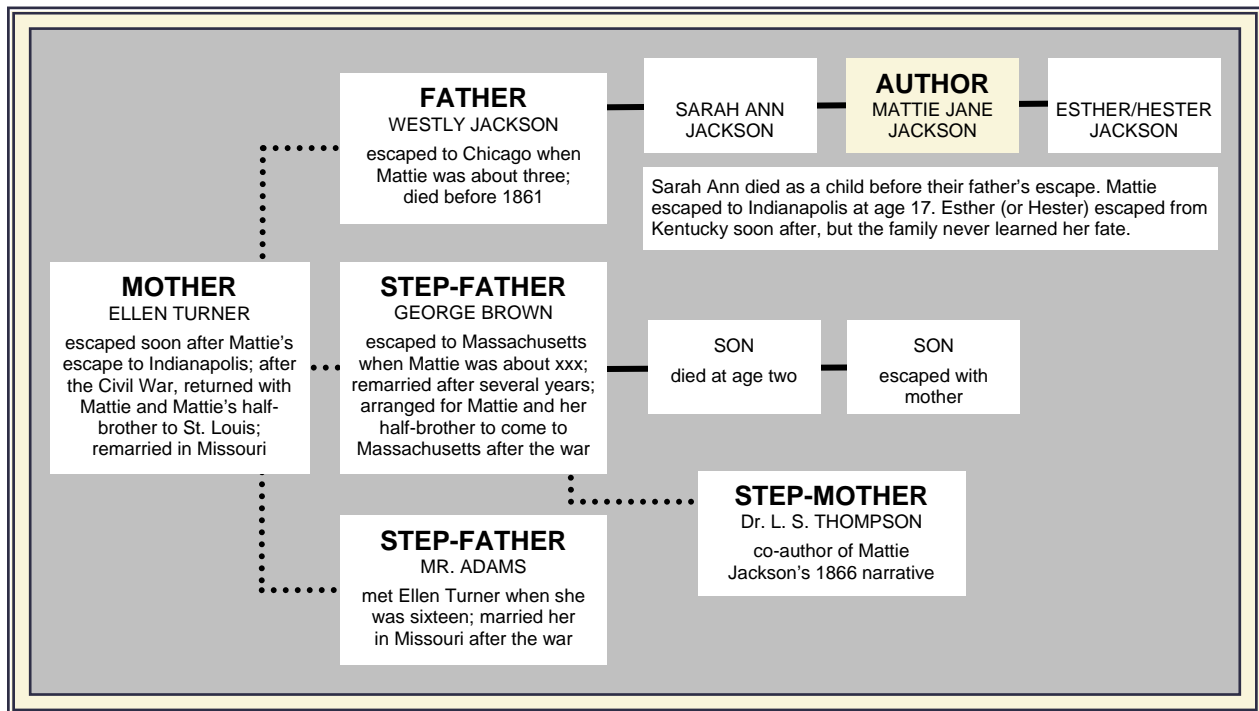 FATHER
WESTLY JACKSON
escaped to Chicago when
Mattie was about three;
died before 1861
SARAH ANN
JACKSON
AUTHOR
MATTIE JANE
JACKSON
ESTHER/HESTER
JACKSON
Sarah Ann died as a child before their father’s escape. Mattie
escaped to Indianapolis at age 17. Esther (or Hester) escaped from
Kentucky soon after, but the family never learned her fate.
MOTHER
ELLEN TURNER
escaped soon after Mattie’s
escape to Indianapolis; after
the Civil War, returned with
Mattie and Mattie’s half-
brother to St. Louis;
remarried in Missouri
STEP-FATHER
GEORGE BROWN
escaped to Massachusetts
when Mattie was about xxx;
remarried after several years;
arranged for Mattie and her
half-brother to come to
Massachusetts after the war
SON
died at age two
SON
escaped with
mother
STEP-MOTHER
Dr. L. S. THOMPSON
co-author of Mattie
Jackson’s 1866 narrative
STEP-FATHER
MR. ADAMS
met Ellen Turner when she
was sixteen; married her
in Missouri after the war